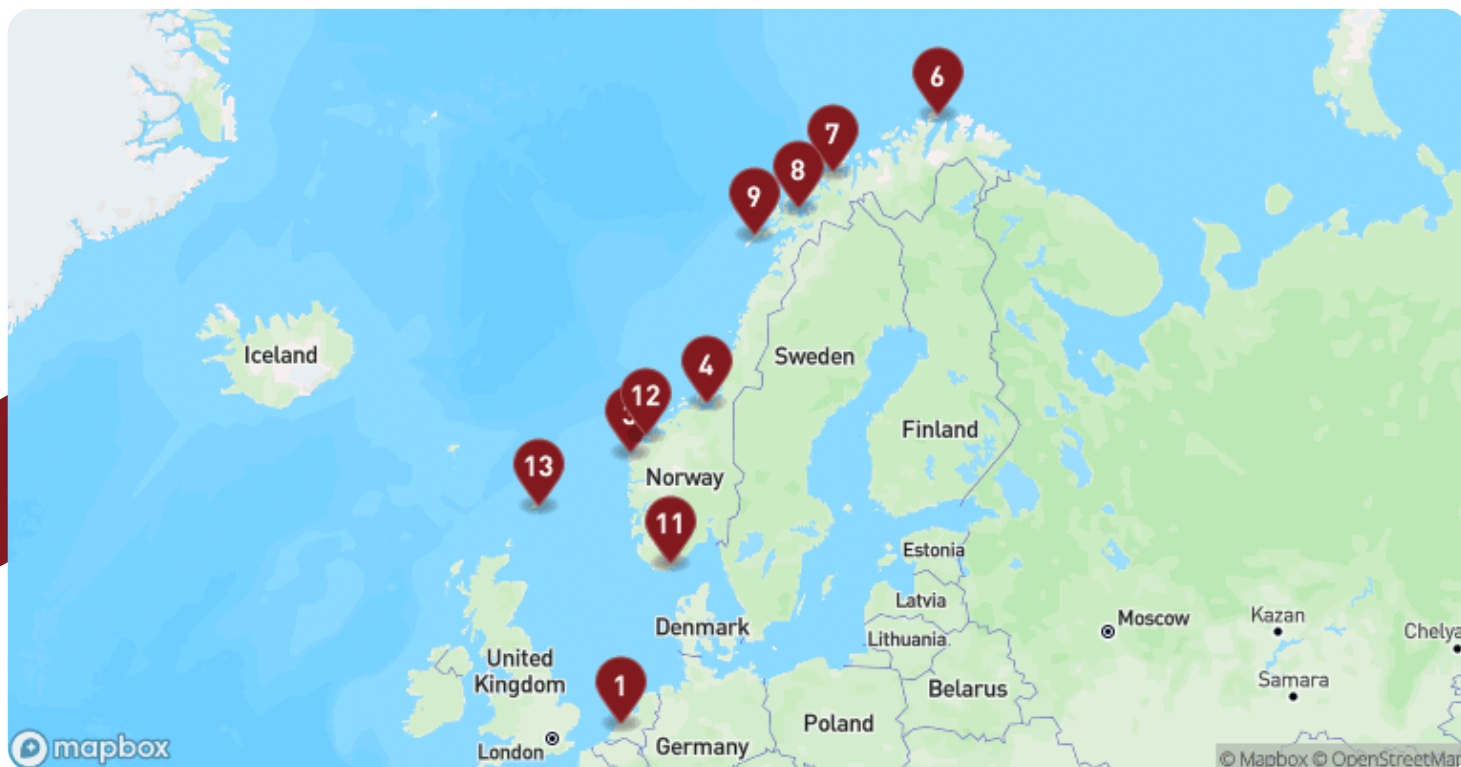 6
7
8
9
Iceland
4
Sweden
12
3
Finland
13
Norway
11
Estonia
Latvia
Moscow
Kazan
Denmark
Lithuania
Chelya
United
Kingdom
1
Belarus
Samara
Poland
London
Germany
mapbox
© Mapbox © OpenStreetMap